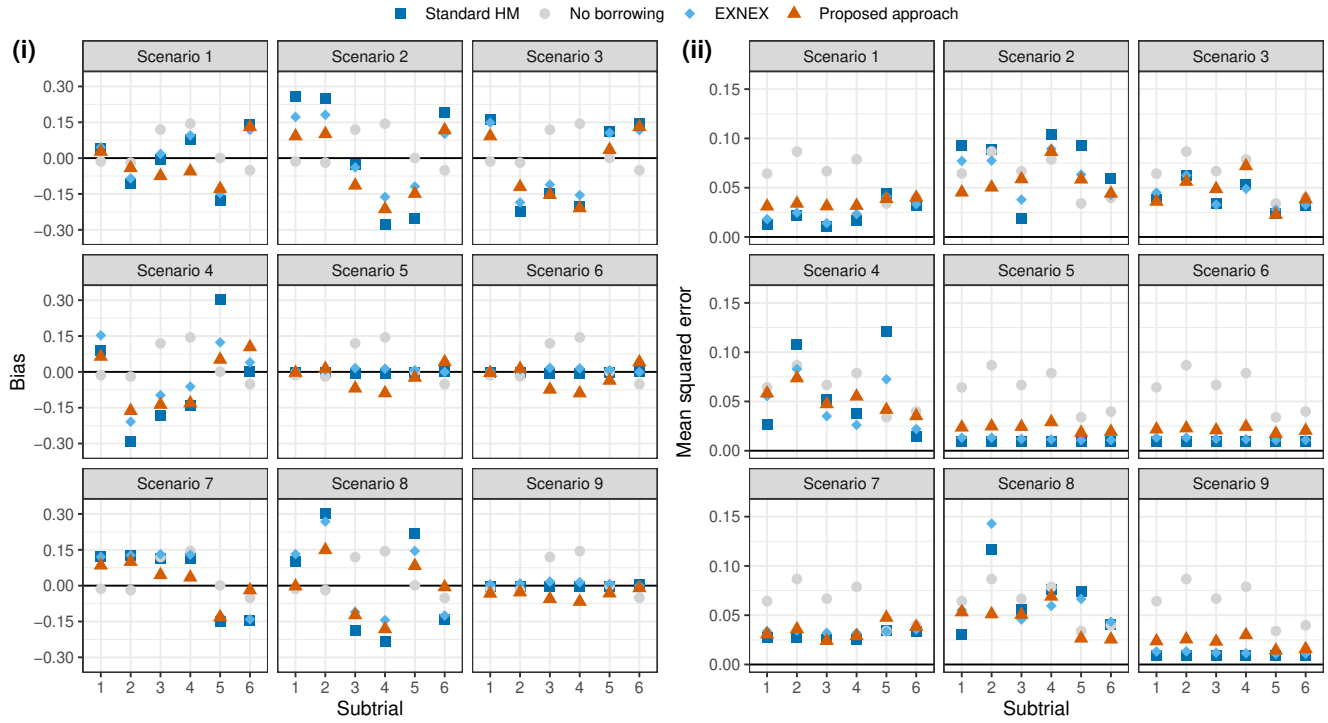 Standard HM No borrowing EXNEX Proposed approach
(i)
Scenario 1 Scenario 2 Scenario 3
0.30
0.15
0.00
−0.15
−0.30
Scenario 4 Scenario 5 Scenario 6
0.30
0.15
0.00
−0.15
−0.30
Bias
Scenario 7 Scenario 8 Scenario 9
0.30
0.15
0.00
−0.15
−0.30
1 2 3 4 5 6 1 2 3 4 5 6 1 2 3 4 5 6
Subtrial
(ii)
Scenario 1 Scenario 2 Scenario 3
0.15
0.10
0.05
0.00
Scenario 4 Scenario 5 Scenario 6
0.15
0.10
0.05
0.00
Mean squared error
Scenario 7 Scenario 8 Scenario 9
0.15
0.10
0.05
0.00
1 2 3 4 5 6 1 2 3 4 5 6 1 2 3 4 5 6
Subtrial